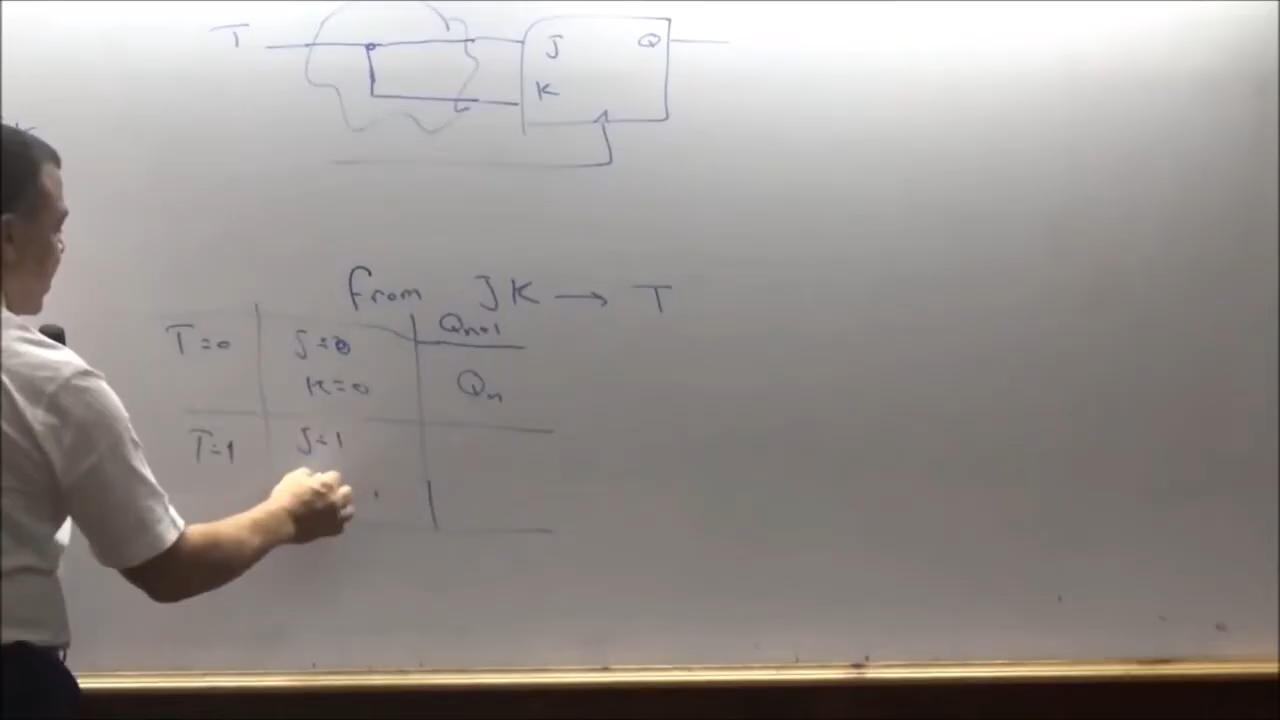 T J Q
K
from JK → T
Qn+1
T=0 J=0
K=0 Qn
T=1 J=1